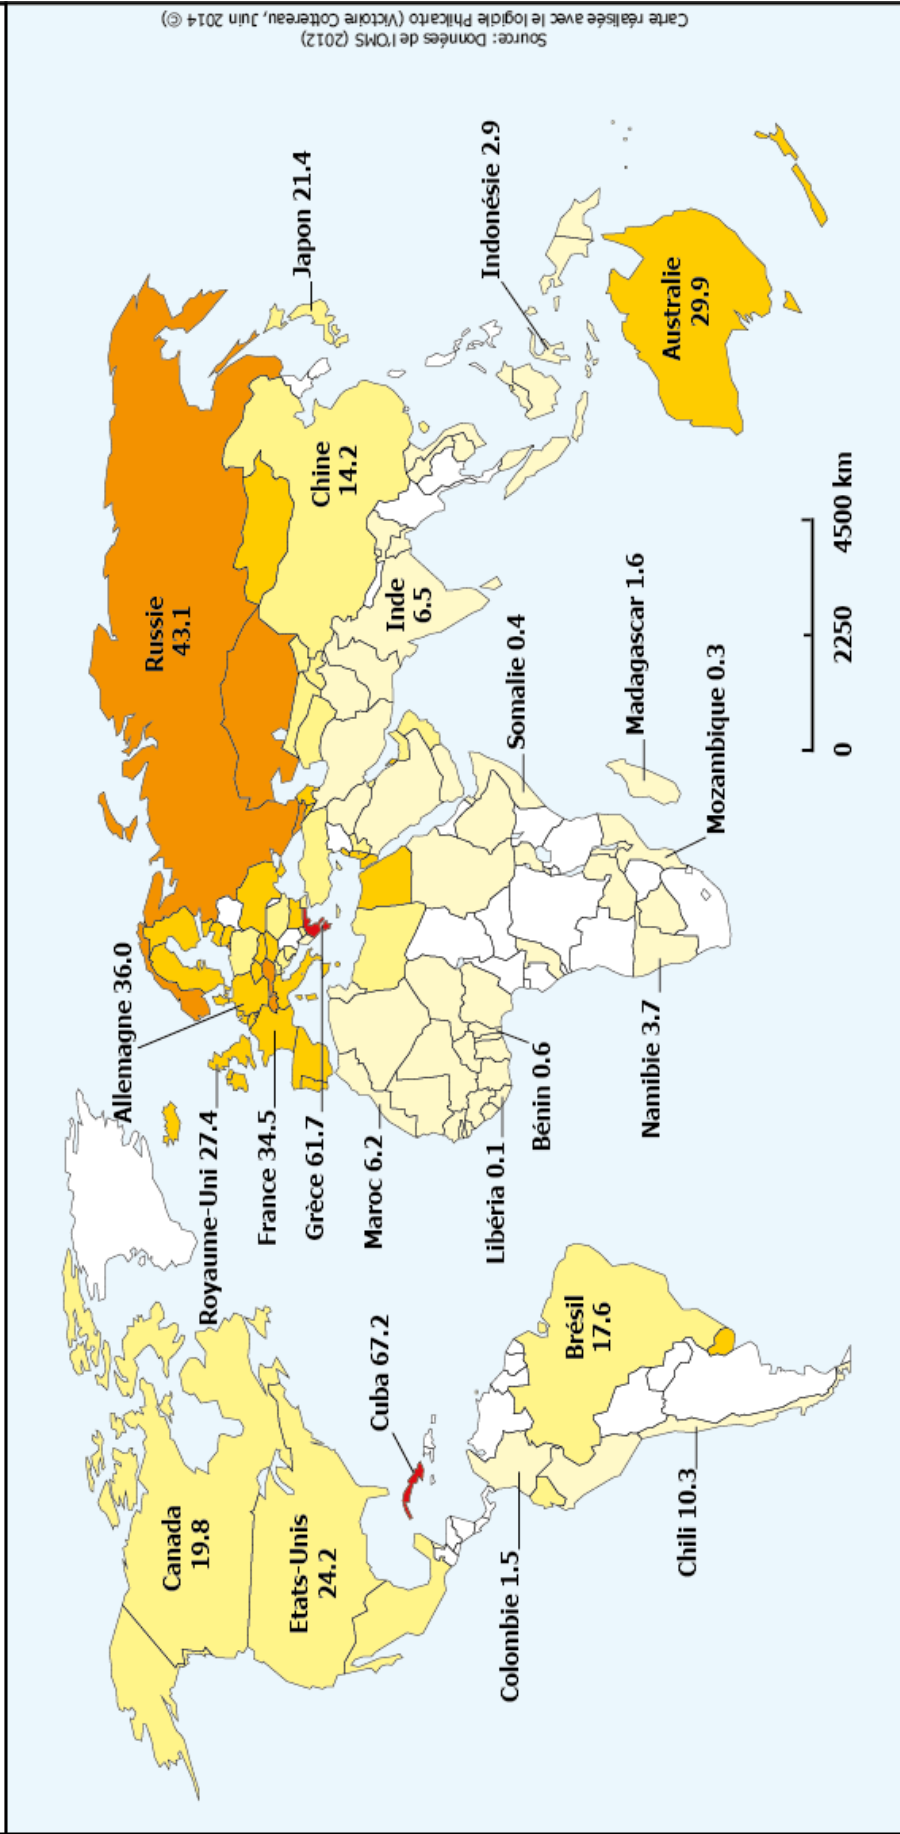 Canada
19.8
Etats-Unis
24.2
Cuba 67.2
Colombie 1.5
Brésil
17.6
Chili 10.3
Allemagne 36.0
Royaume-Uni 27.4
France 34.5
Grèce 61.7
Maroc 6.2
Libéria 0.1
Bénin 0.6
Namibie 3.7
Russie
43.1
Chine
14.2
Japon 21.4
Inde
6.5
Indonésie 2.9
Somalie 0.4
Madagascar 1.6
Mozambique 0.3
Australie
29.9
0 2250 4500 km
Source: Données de l'OMS (2012)
Carte réalisée avec le logidie Philcarto (Victoire Cottereau, Juin 2014 ©)